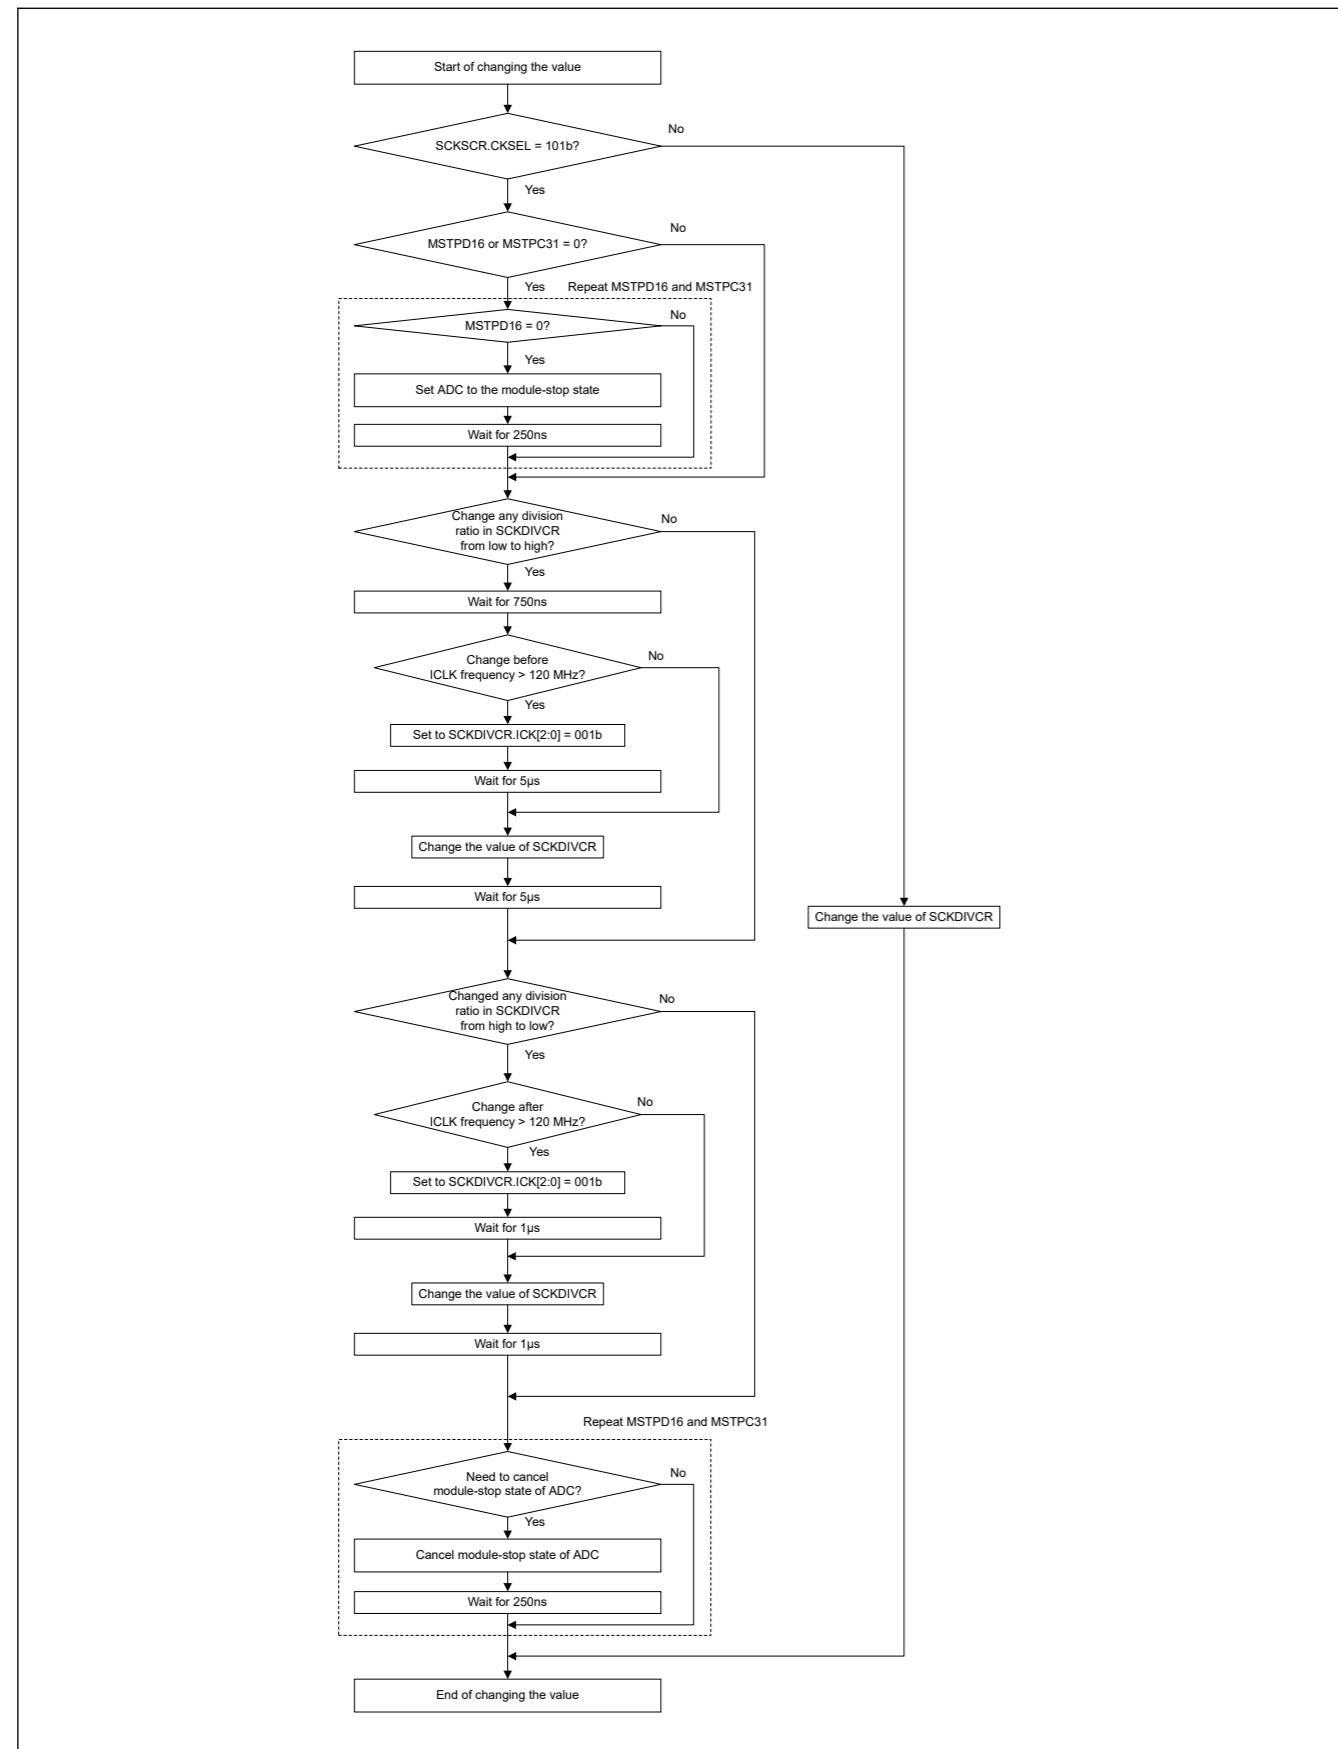 Start of changing the value
No
SCKSCR.CKSEL = 101b?
Yes
No
MSTPD16 or MSTPC31 = 0?
Yes
Repeat MSTPD16 and MSTPC31
No
MSTPD16 = 0?
Yes
Set ADC to the module-stop state
Wait for 250ns
Change any division
ratio in SCKDIVCR
from low to high?
No
Yes
Wait for 750ns
Change before
ICLK frequency > 120 MHz?
No
Yes
Set to SCKDIVCR.ICK[2:0] = 001b
Wait for 5µs
Change the value of SCKDIVCR
Wait for 5µs
Change the value of SCKDIVCR
Changed any division
ratio in SCKDIVCR
from high to low?
No
Yes
Change after
ICLK frequency > 120 MHz?
No
Yes
Set to SCKDIVCR.ICK[2:0] = 001b
Wait for 1µs
Change the value of SCKDIVCR
Wait for 1µs
Repeat MSTPD16 and MSTPC31
Need to cancel
module-stop state of ADC?
No
Yes
Cancel module-stop state of ADC
Wait for 250ns
End of changing the value